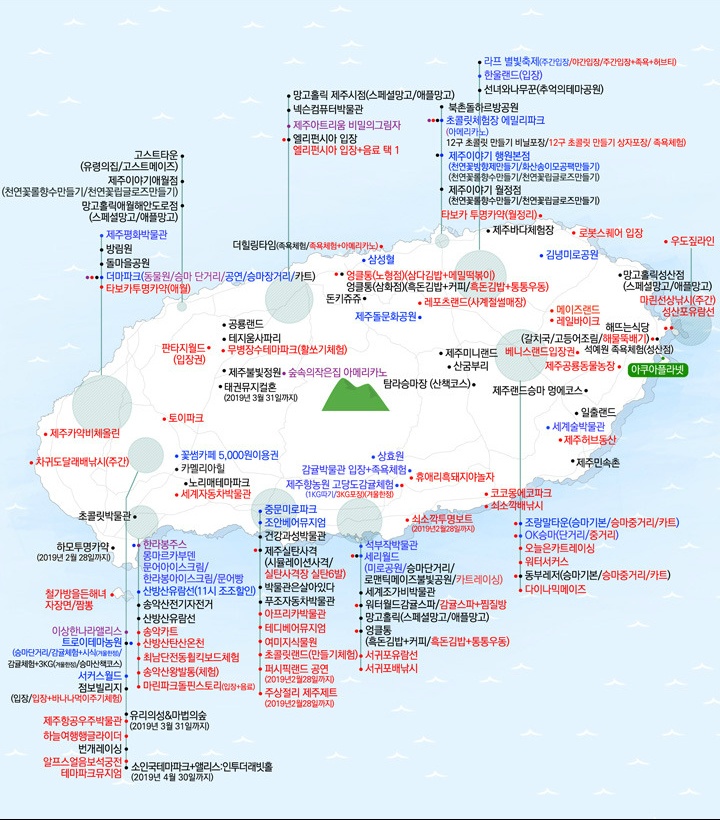 라프 별빛축제(주간입장/야간입장/주간입장+족욕+허브티)
한울랜드(입장)
선녀와나무꾼(추억의테마공원)
망고홀릭 제주시점(스페셜망고/애플망고)
넥슨컴퓨터박물관
제주아트리움 비밀의그림자
엘리펀시아 입장
엘리펀시아 입장+음료 택 1
북촌돌하르방공원
초콜릿체험장 에밀리파크
(아메리카노)
12구 초콜릿 만들기 비닐포장/12구 초콜릿 만들기 상자포장/ 족욕체험)
제주이야기 행원본점
(천연꽃방향제만들기/화산송이모공팩만들기)
(천연꽃롤향수만들기/천연꽃립글로즈만들기)
제주이야기 월정점
(천연꽃롤향수만들기/천연꽃립글로즈만들기)
타보카 투명카약(월정리)
고스트타운
(유령의집/고스트메이즈)
제주이야기애월점
(천연꽃롤향수만들기/천연꽃립글로즈만들기)
망고홀릭애월해안도로점
(스페셜망고/애플망고)
제주평화박물관
방림원
돌마을공원
더마파크(동물원/승마 단거리/공연/승마장거리/카트)
타보카투명카약(애월)
더힐링타임(족욕체험/족욕체험+아메리카노)
삼성혈
엉클통(노형점)(삼다김밥+메밀떡볶이)
엉클통(삼화점)(흑돈김밥+커피/흑돈김밥+통통우동)
돈키쥬쥬
레포츠랜드(사계절썰매장)
제주돌문화공원
제주바다체험장
로봇스퀘어 입장
우도질라인
김녕미로공원
망고홀릭성산점
(스페셜망고/애플망고)
마린선상낚시(주간)
성산포유람선
메이즈랜드
레일바이크
해뜨는식당
(갈치국/고등어조림/해물뚝배기)
석예원 족욕체험(성산점)
베니스랜드입장권
제주공룡동물농장
아쿠아플라넷
공룡랜드
테지움사파리
무병장수테마파크(활쏘기체험)
판타지월드
(입장권)
제주불빛정원
숲속의작은집 아메리카노
태권도뮤지컬혼
(2019년 3월 31일까지)
제주미니랜드
산굼부리
탐라승마장 (산책코스)
제주랜드승마 명예코스
일출랜드
세계술박물관
제주허브동산
제주민속촌
토이파크
제주카약비체올린
차귀도달래배낚시(주간)
꽃썸카페 5,000원이용권
카멜리아힐
노리매테마파크
세계자동차박물관
상효원
감귤박물관 입장+족욕체험
휴애리흑돼지야놀자
제주향농원 고당도감귤체험
(1KG따기/3KG포장)(겨울한정)
코코몽에코파크
쇠소깍배낚시
쇠소깍투명보트
(2019년2월28일까지)
초콜릿박물관
하모투명카약
(2019년 2월 28일까지)
철가방을든해녀
자장면/짬뽕
이상한나라앨리스
트로이테마농원
(승마단거리/감귤체험+시식(겨울한정)/
감귤체험+3KG(겨울한정)/승마산책코스)
서커스월드
점보빌리지
(입장/입장+바나나먹이주기체험)
제주항공우주박물관
하늘여행행글라이더
번개레이싱
알프스얼음보석궁전
테마파크뮤지엄
한라봉주스
몽마르카부덴
문어아이스크림/
한라봉아이스크림/문어빵
산방산유람선(11시 조조할인)
송악산전기자전거
산방산유람선
송악카트
산방산탄산온천
최남단전동휠킥보드체험
송악산왕발통(체험)
마린파크돌핀스토리(입장+음료)
유리의성&마법의숲
(2019년 3월 31일까지)
소인국테마파크+앨리스:인투더래빗홀
(2019년 4월 30일까지)
중문미로파크
조안베어뮤지엄
건강과성박물관
제주실탄사격
(시뮬레이션사격/
실탄사격장 실탄6발)
박물관은살아있다
푸조자동차박물관
아프리카박물관
테디베어뮤지엄
여미지식물원
초콜릿랜드(만들기체험)
퍼시픽랜드 공연
(2019년2월28일까지)
주상절리 제주제트
(2019년2월28일까지)
석부작박물관
세리월드
(미로공원/승마단거리/
로맨틱메이즈불빛공원/카트레이싱)
세계조가비박물관
워터월드감귤스파/감귤스파+찜질방
망고홀릭(스페셜망고/애플망고)
엉클통
(흑돈김밥+커피/흑돈김밥+통통우동)
서귀포유람선
서귀포배낚시
조랑말타운(승마기본/승마중거리/카트)
OK승마(단거리/중거리)
오늘은카트레이싱
워터서커스
동부레저(승마기본/승마중거리/카트)
다이나믹메이즈